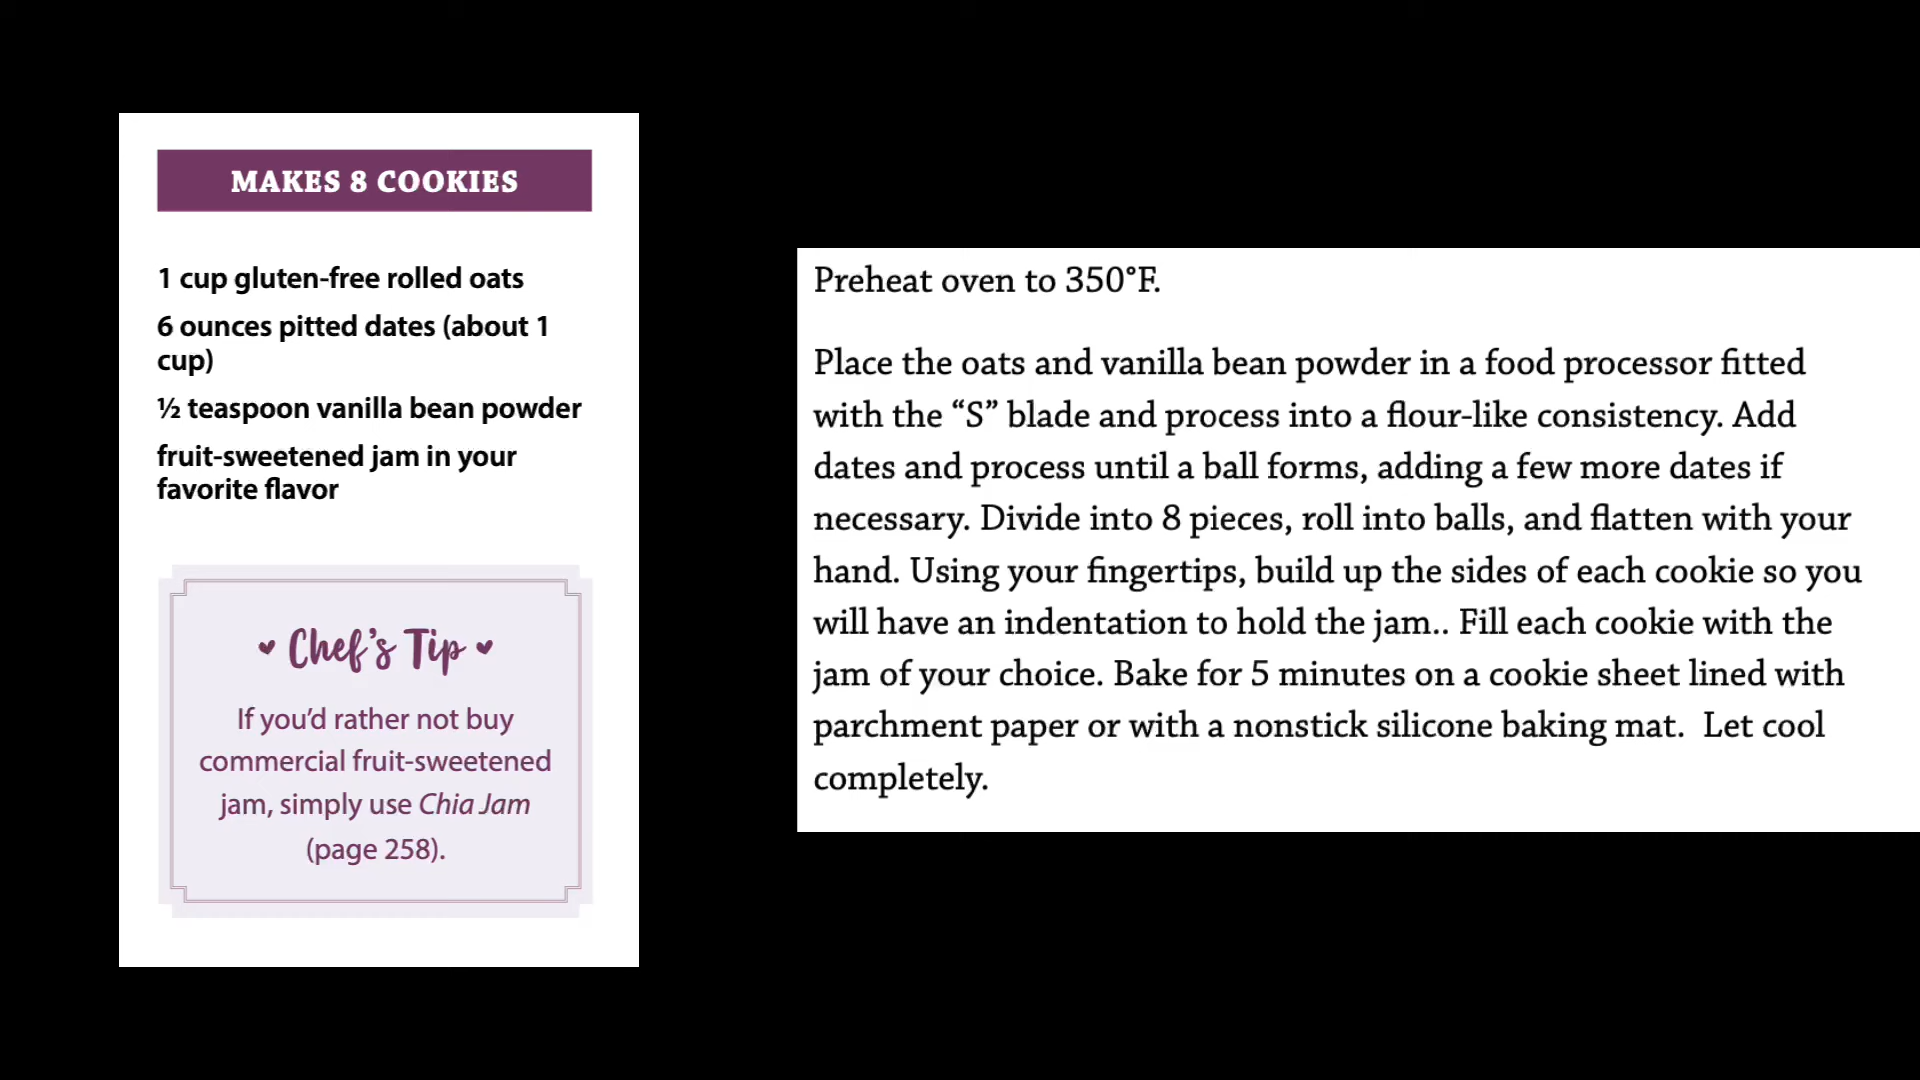 MAKES 8 COOKIES
1 cup gluten-free rolled oats
6 ounces pitted dates (about 1
cup)
½ teaspoon vanilla bean powder
fruit-sweetened jam in your
favorite flavor
Chef's Tip
If you'd rather not buy
commercial fruit-sweetened
jam, simply use Chia Jam
(page 258).
Preheat oven to 350°F.
Place the oats and vanilla bean powder in a food processor fitted
with the “S” blade and process into a flour-like consistency. Add
dates and process until a ball forms, adding a few more dates if
necessary. Divide into 8 pieces, roll into balls, and flatten with your
hand. Using your fingertips, build up the sides of each cookie so you
will have an indentation to hold the jam.. Fill each cookie with the
jam of your choice. Bake for 5 minutes on a cookie sheet lined with
parchment paper or with a nonstick silicone baking mat.  Let cool
completely.